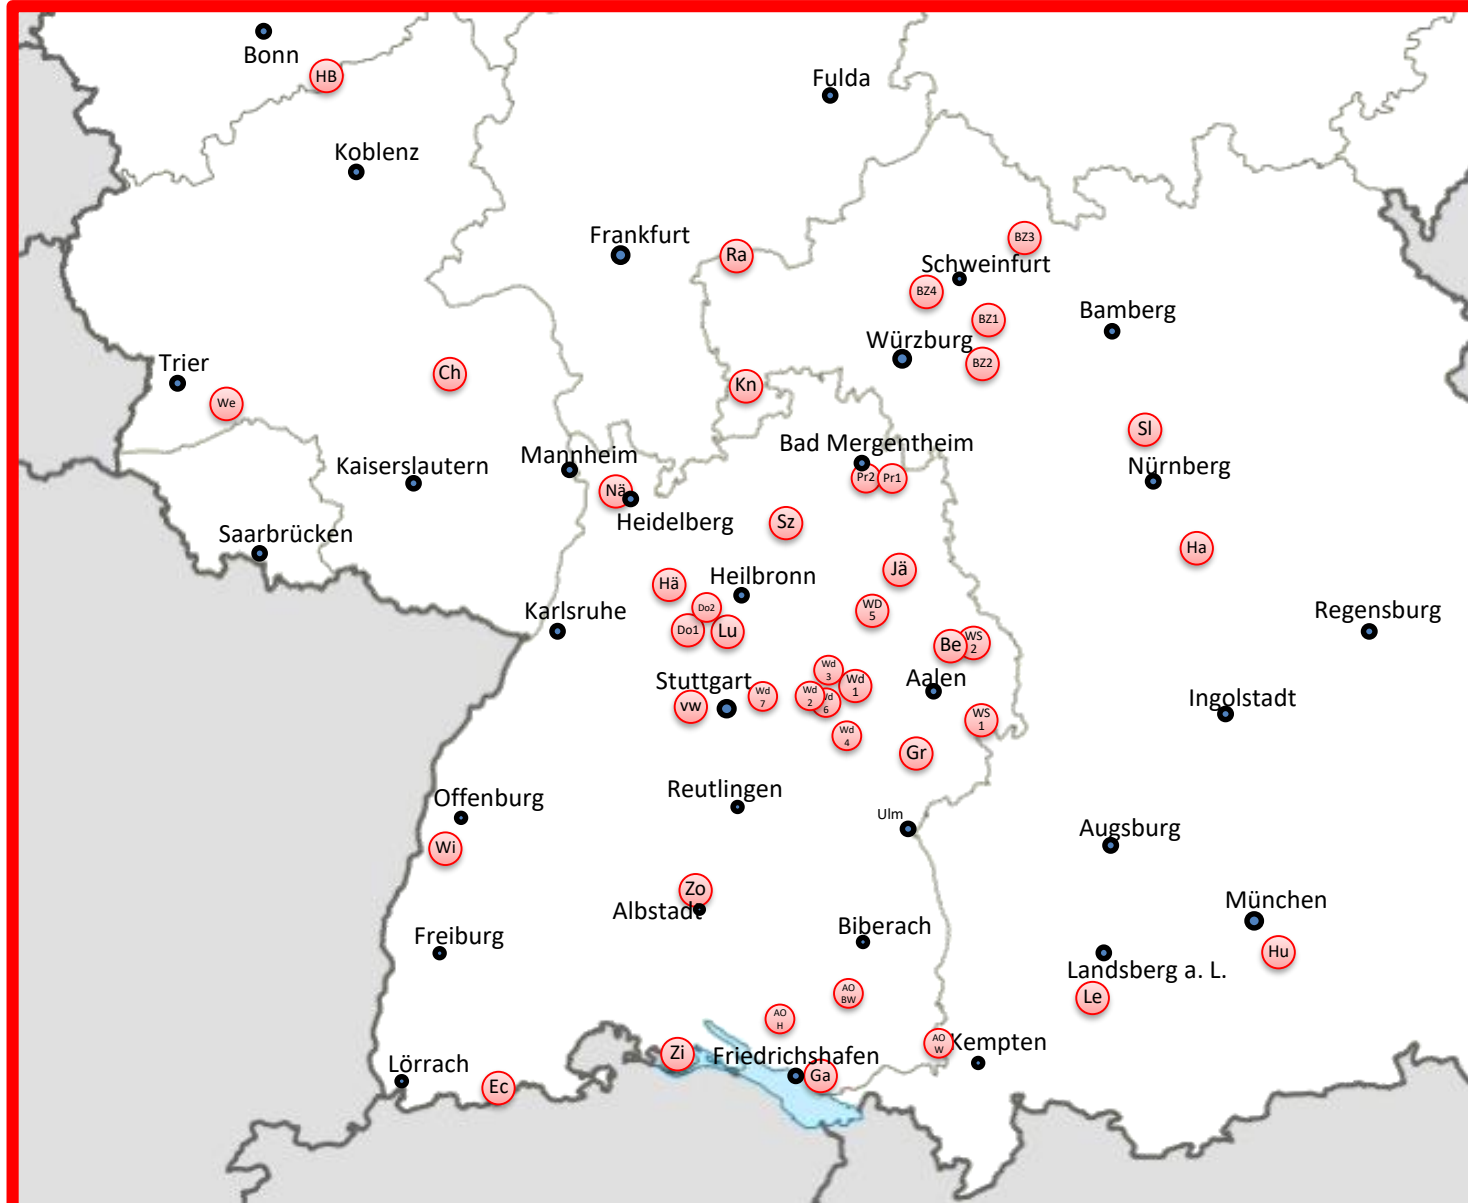 Bonn
HB
Fulda
Koblenz
Frankfurt
Ra
BZ3
Schweinfurt
BZ4
BZ1
Bamberg
Würzburg
BZ2
Trier
We
Ch
Kn
Sl
Nürnberg
Bad Mergentheim
Pr2
Pr1
Mannheim
Kaiserslautern
Nä
Heidelberg
Sz
Saarbrücken
Ha
Jä
Hä
Heilbronn
Do2
WD
5
Karlsruhe
Do1
Lu
Regensburg
Be
WS
2
Wd
3
Stuttgart
Wd
1
Aalen
vw
Wd
7
Wd
2
Wd
6
Ingolstadt
WS
1
Wd
4
Gr
Reutlingen
Offenburg
Ulm
Augsburg
Wi
Zo
Albstadt
München
Biberach
Freiburg
Hu
Landsberg a. L.
Le
AO
BW
AO
H
AO
W
Kempten
Zi
Friedrichshafen
Ga
Lörrach
Ec